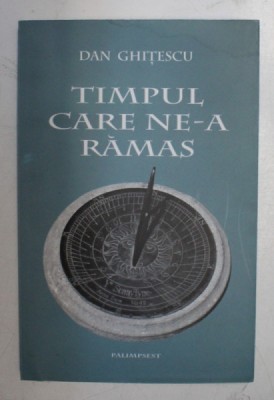 DAN GHIȚESCU
TIMPUL
CARE NE-A
RĂMAS
PALIMPSEST